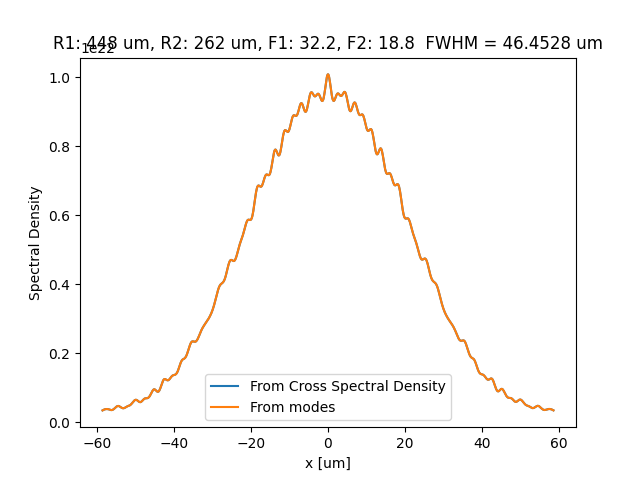 R1: 448 um, R2: 262 um, F1: 32.2, F2: 18.8  FWHM = 46.4528 um
1e22
1.0
0.8
0.6
0.4
0.2
0.0
Spectral Density
From Cross Spectral Density
From modes
−60
−40
−20
0
20
40
60
x [um]